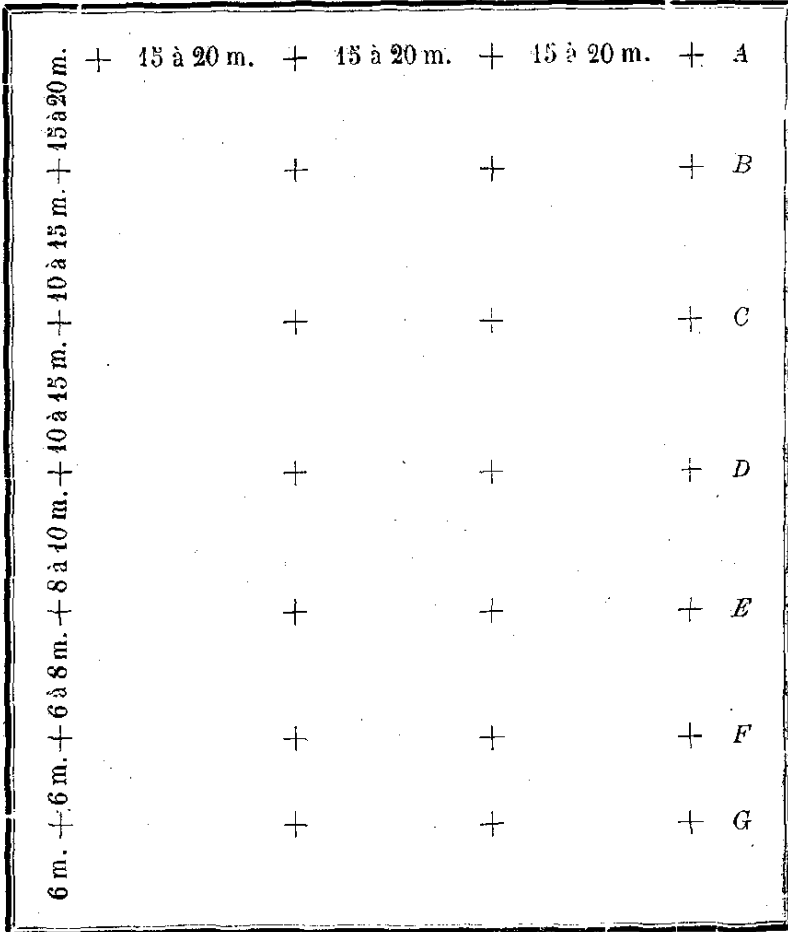 + 15 à 20 m. + 15 à 20 m. + 15 à 20 m. + A
+ + + B
+ + + C
+ + + D
+ + + E
+ + + F
+ + + G
6 m. + 6 m. + 6 à 8 m. + 8 à 10 m. + 10 à 15 m. + 10 à 15 m. + 15 à 20 m.